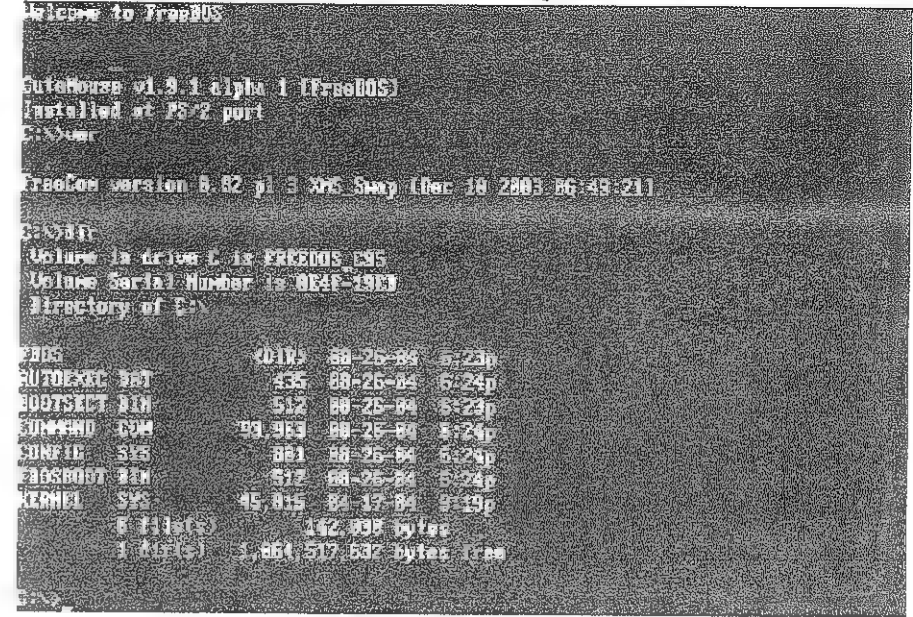 Welcome to FreeDOS
CuteMouse v1.9.1 alpha 1 [FreeDOS]
Installed at PS/2 port
C:\>ver
FreeCom version 0.82 pl 3 XMS_Swap [Dec 10 2003 06:49:21]
C:\>dir
Volume in drive C is FREEDOS_C95
Volume Serial Number is 0E4F-19EB
Directory of C:\
FDOS <DIR> 08-26-04 6:23p
AUTOEXEC BAT 435 08-26-04 6:24p
BOOTSECT BIN 512 08-26-04 6:23p
COMMAND COM 93,963 08-26-04 6:24p
CONFIG SYS 801 08-26-04 6:24p
FDOSBOOT BIN 512 08-26-04 6:24p
KERNEL SYS 45,815 04-17-04 9:19p
6 file(s) 142,038 bytes
1 dir(s) 1,064,517,632 bytes free
C:\>_